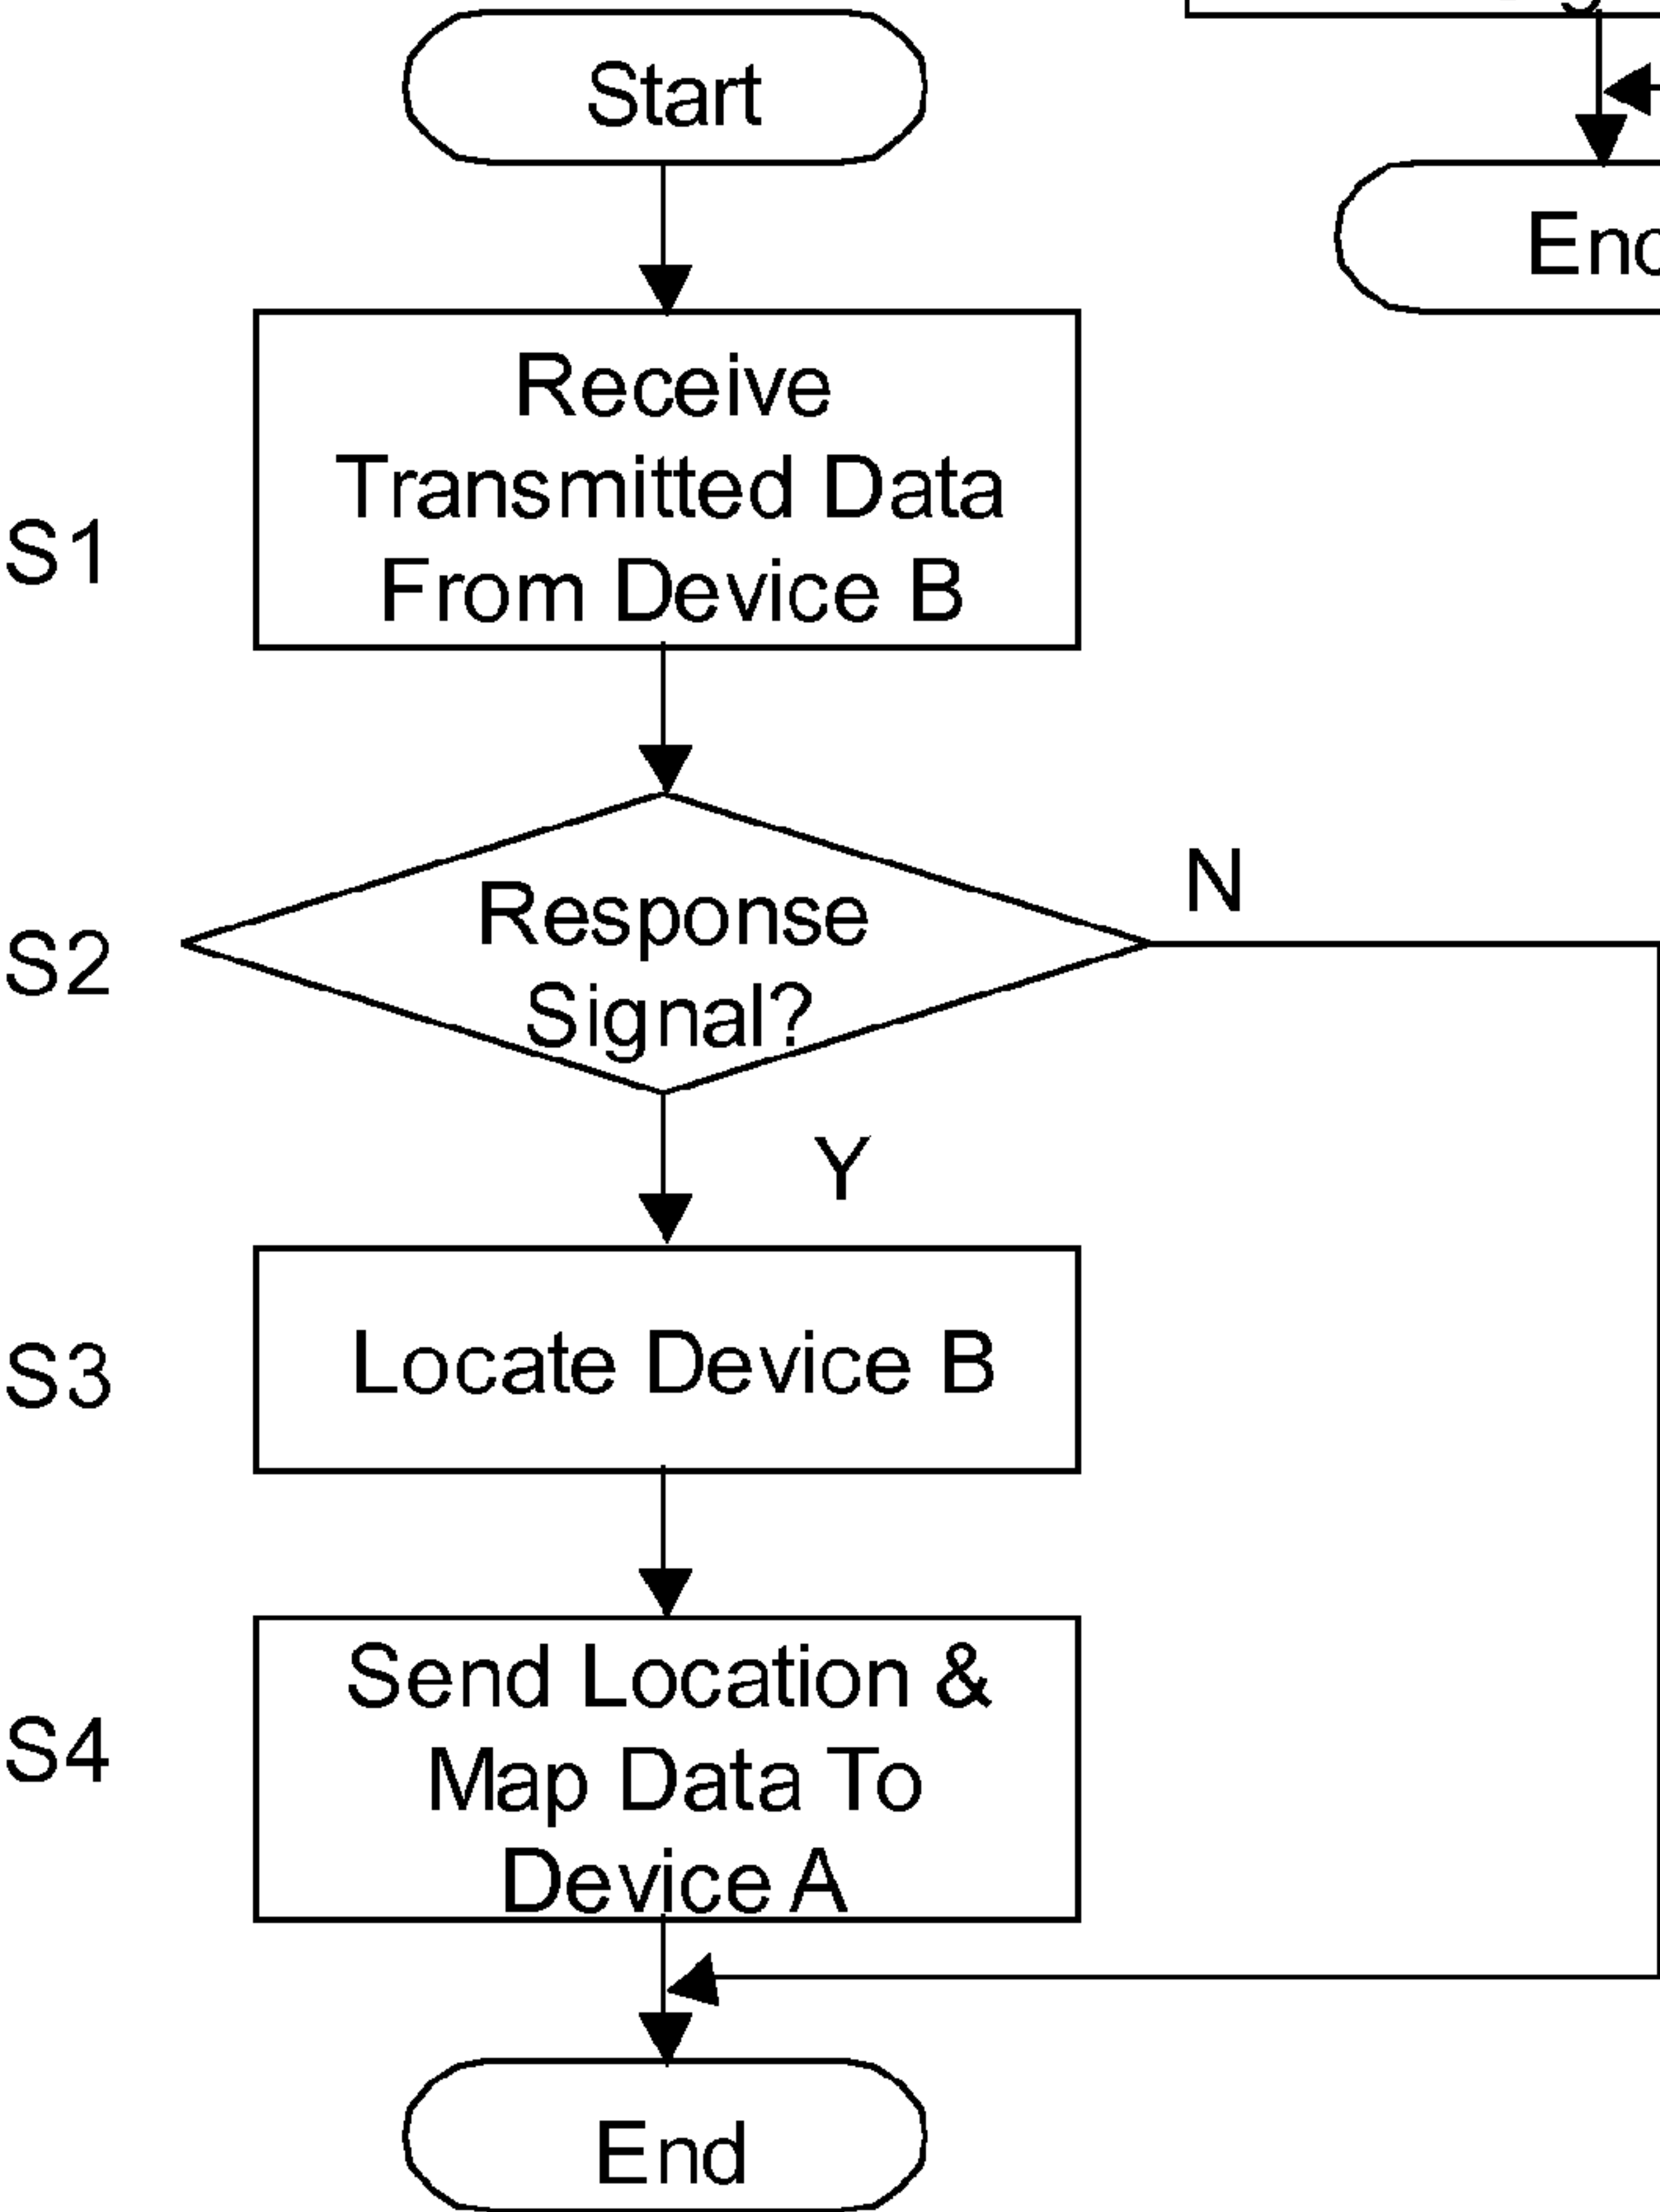 Start
Receive
Transmitted Data
From Device B
S1
Response
Signal?
N
S2
Y
Locate Device B
S3
Send Location &
Map Data To
Device A
S4
End